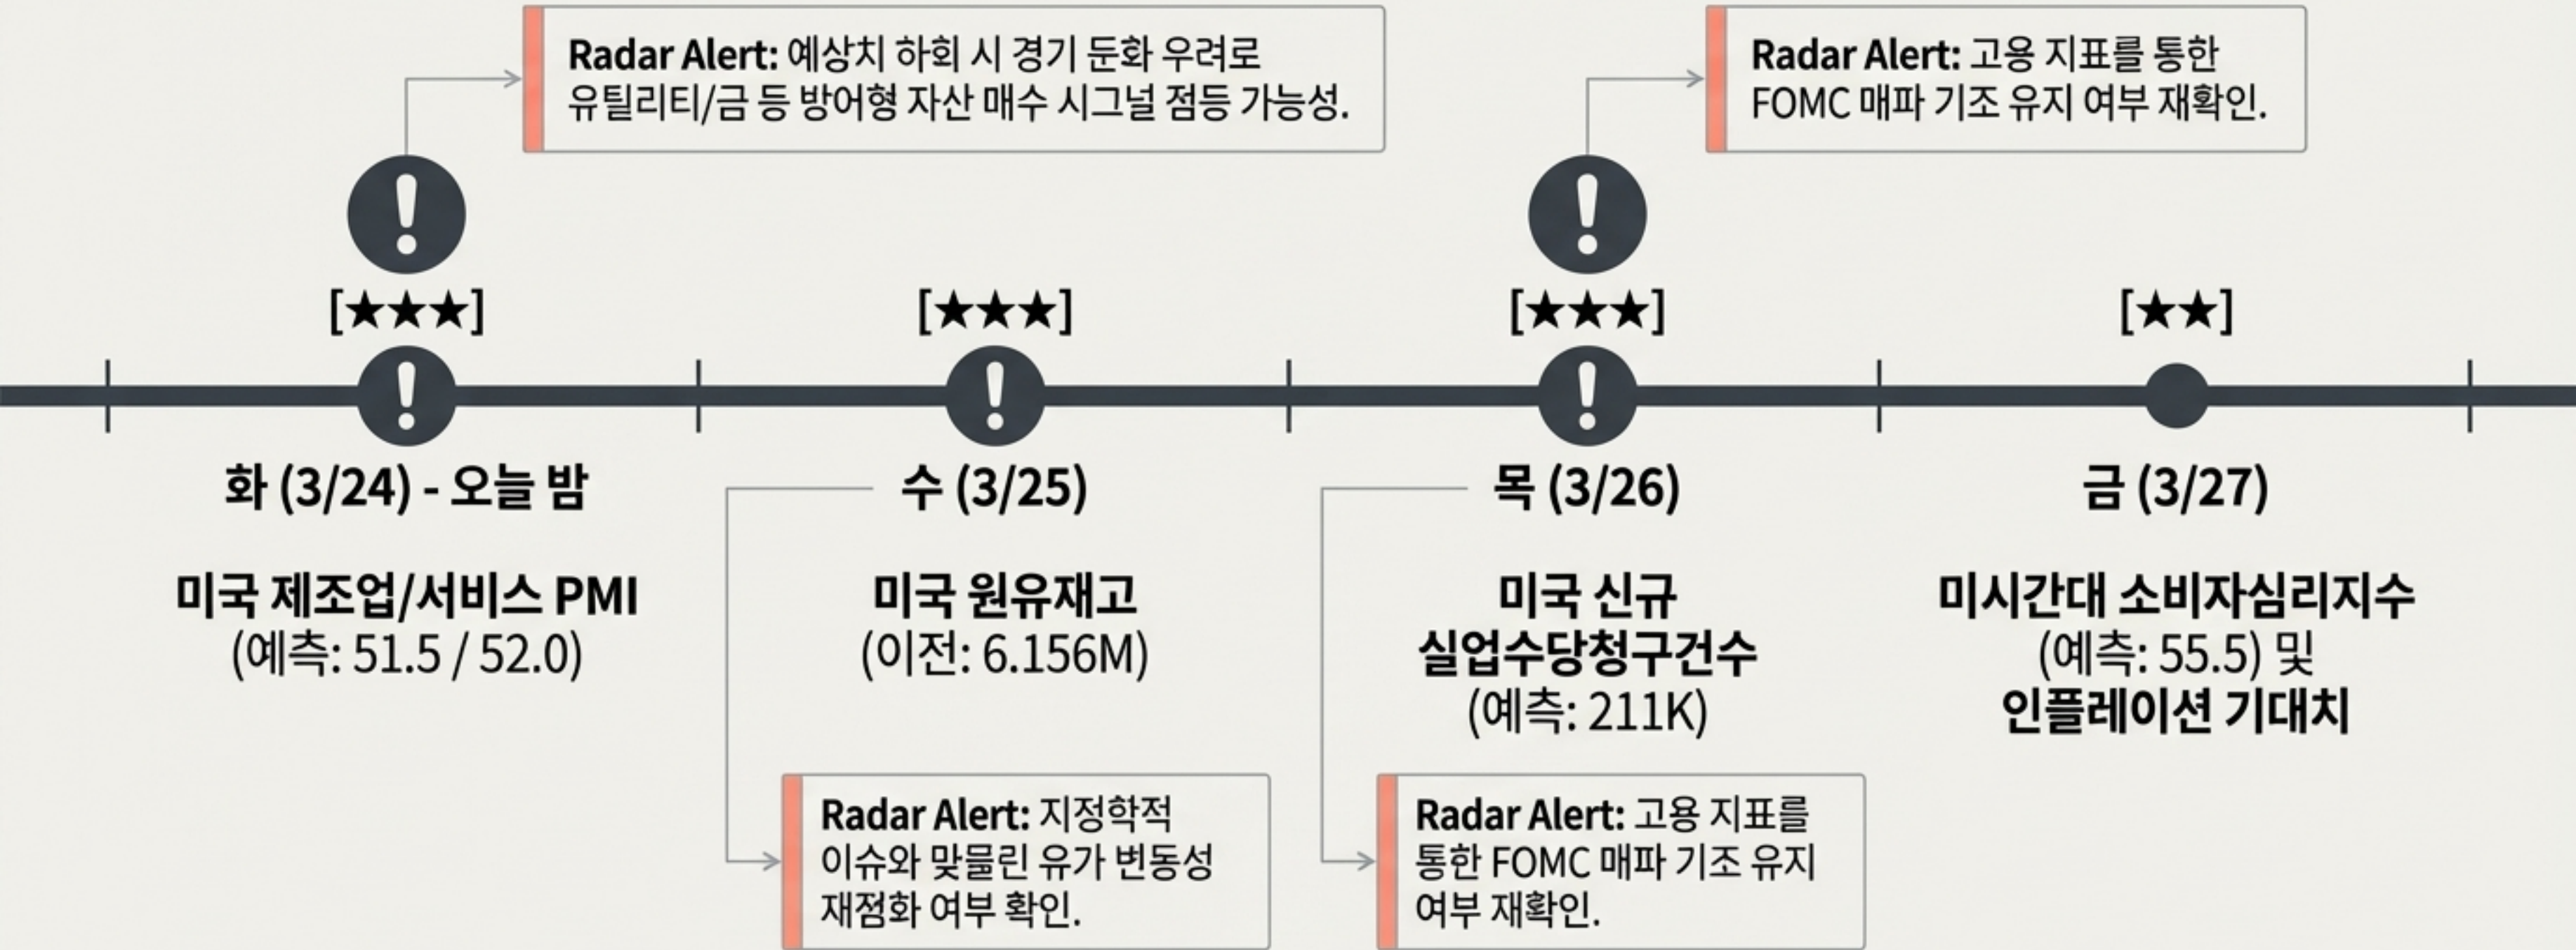 Radar Alert: 예상치 하회 시 경기 둔화 우려로
유틸리티/금 등 방어형 자산 매수 시그널 점등 가능성.
Radar Alert: 고용 지표를 통한
FOMC 매파 기조 유지 여부 재확인.
[★★★]
[★★★]
[★★★]
[★★]
화 (3/24) - 오늘 밤
미국 제조업/서비스 PMI
(예측: 51.5 / 52.0)
수 (3/25)
미국 원유재고
(이전: 6.156M)
Radar Alert: 지정학적
이슈와 맞물린 유가 변동성
재점화 여부 확인.
목 (3/26)
미국 신규
실업수당청구건수
(예측: 211K)
Radar Alert: 고용 지표를
통한 FOMC 매파 기조 유지
여부 재확인.
금 (3/27)
미시간대 소비자심리지수
(예측: 55.5) 및
인플레이션 기대치